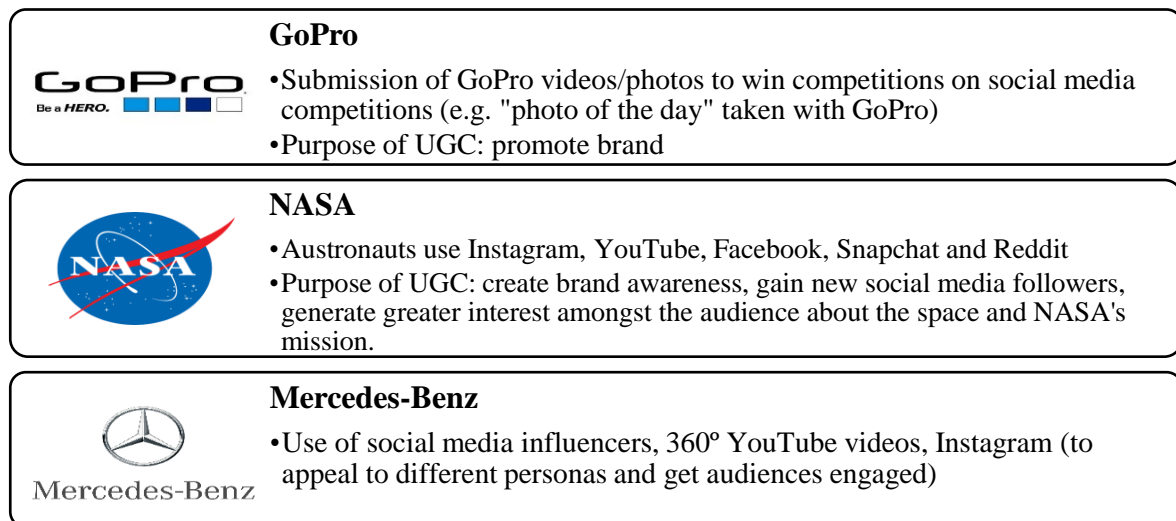 GoPro
GoPro
Be a HERO.
•Submission of GoPro videos/photos to win competitions on social media
competitions (e.g. "photo of the day" taken with GoPro)
•Purpose of UGC: promote brand
NASA
NASA
•Austronauts use Instagram, YouTube, Facebook, Snapchat and Reddit
•Purpose of UGC: create brand awareness, gain new social media followers,
generate greater interest amongst the audience about the space and NASA's
mission.
Mercedes-Benz
•Use of social media influencers, 360º YouTube videos, Instagram (to
appeal to different personas and get audiences engaged)
Mercedes-Benz